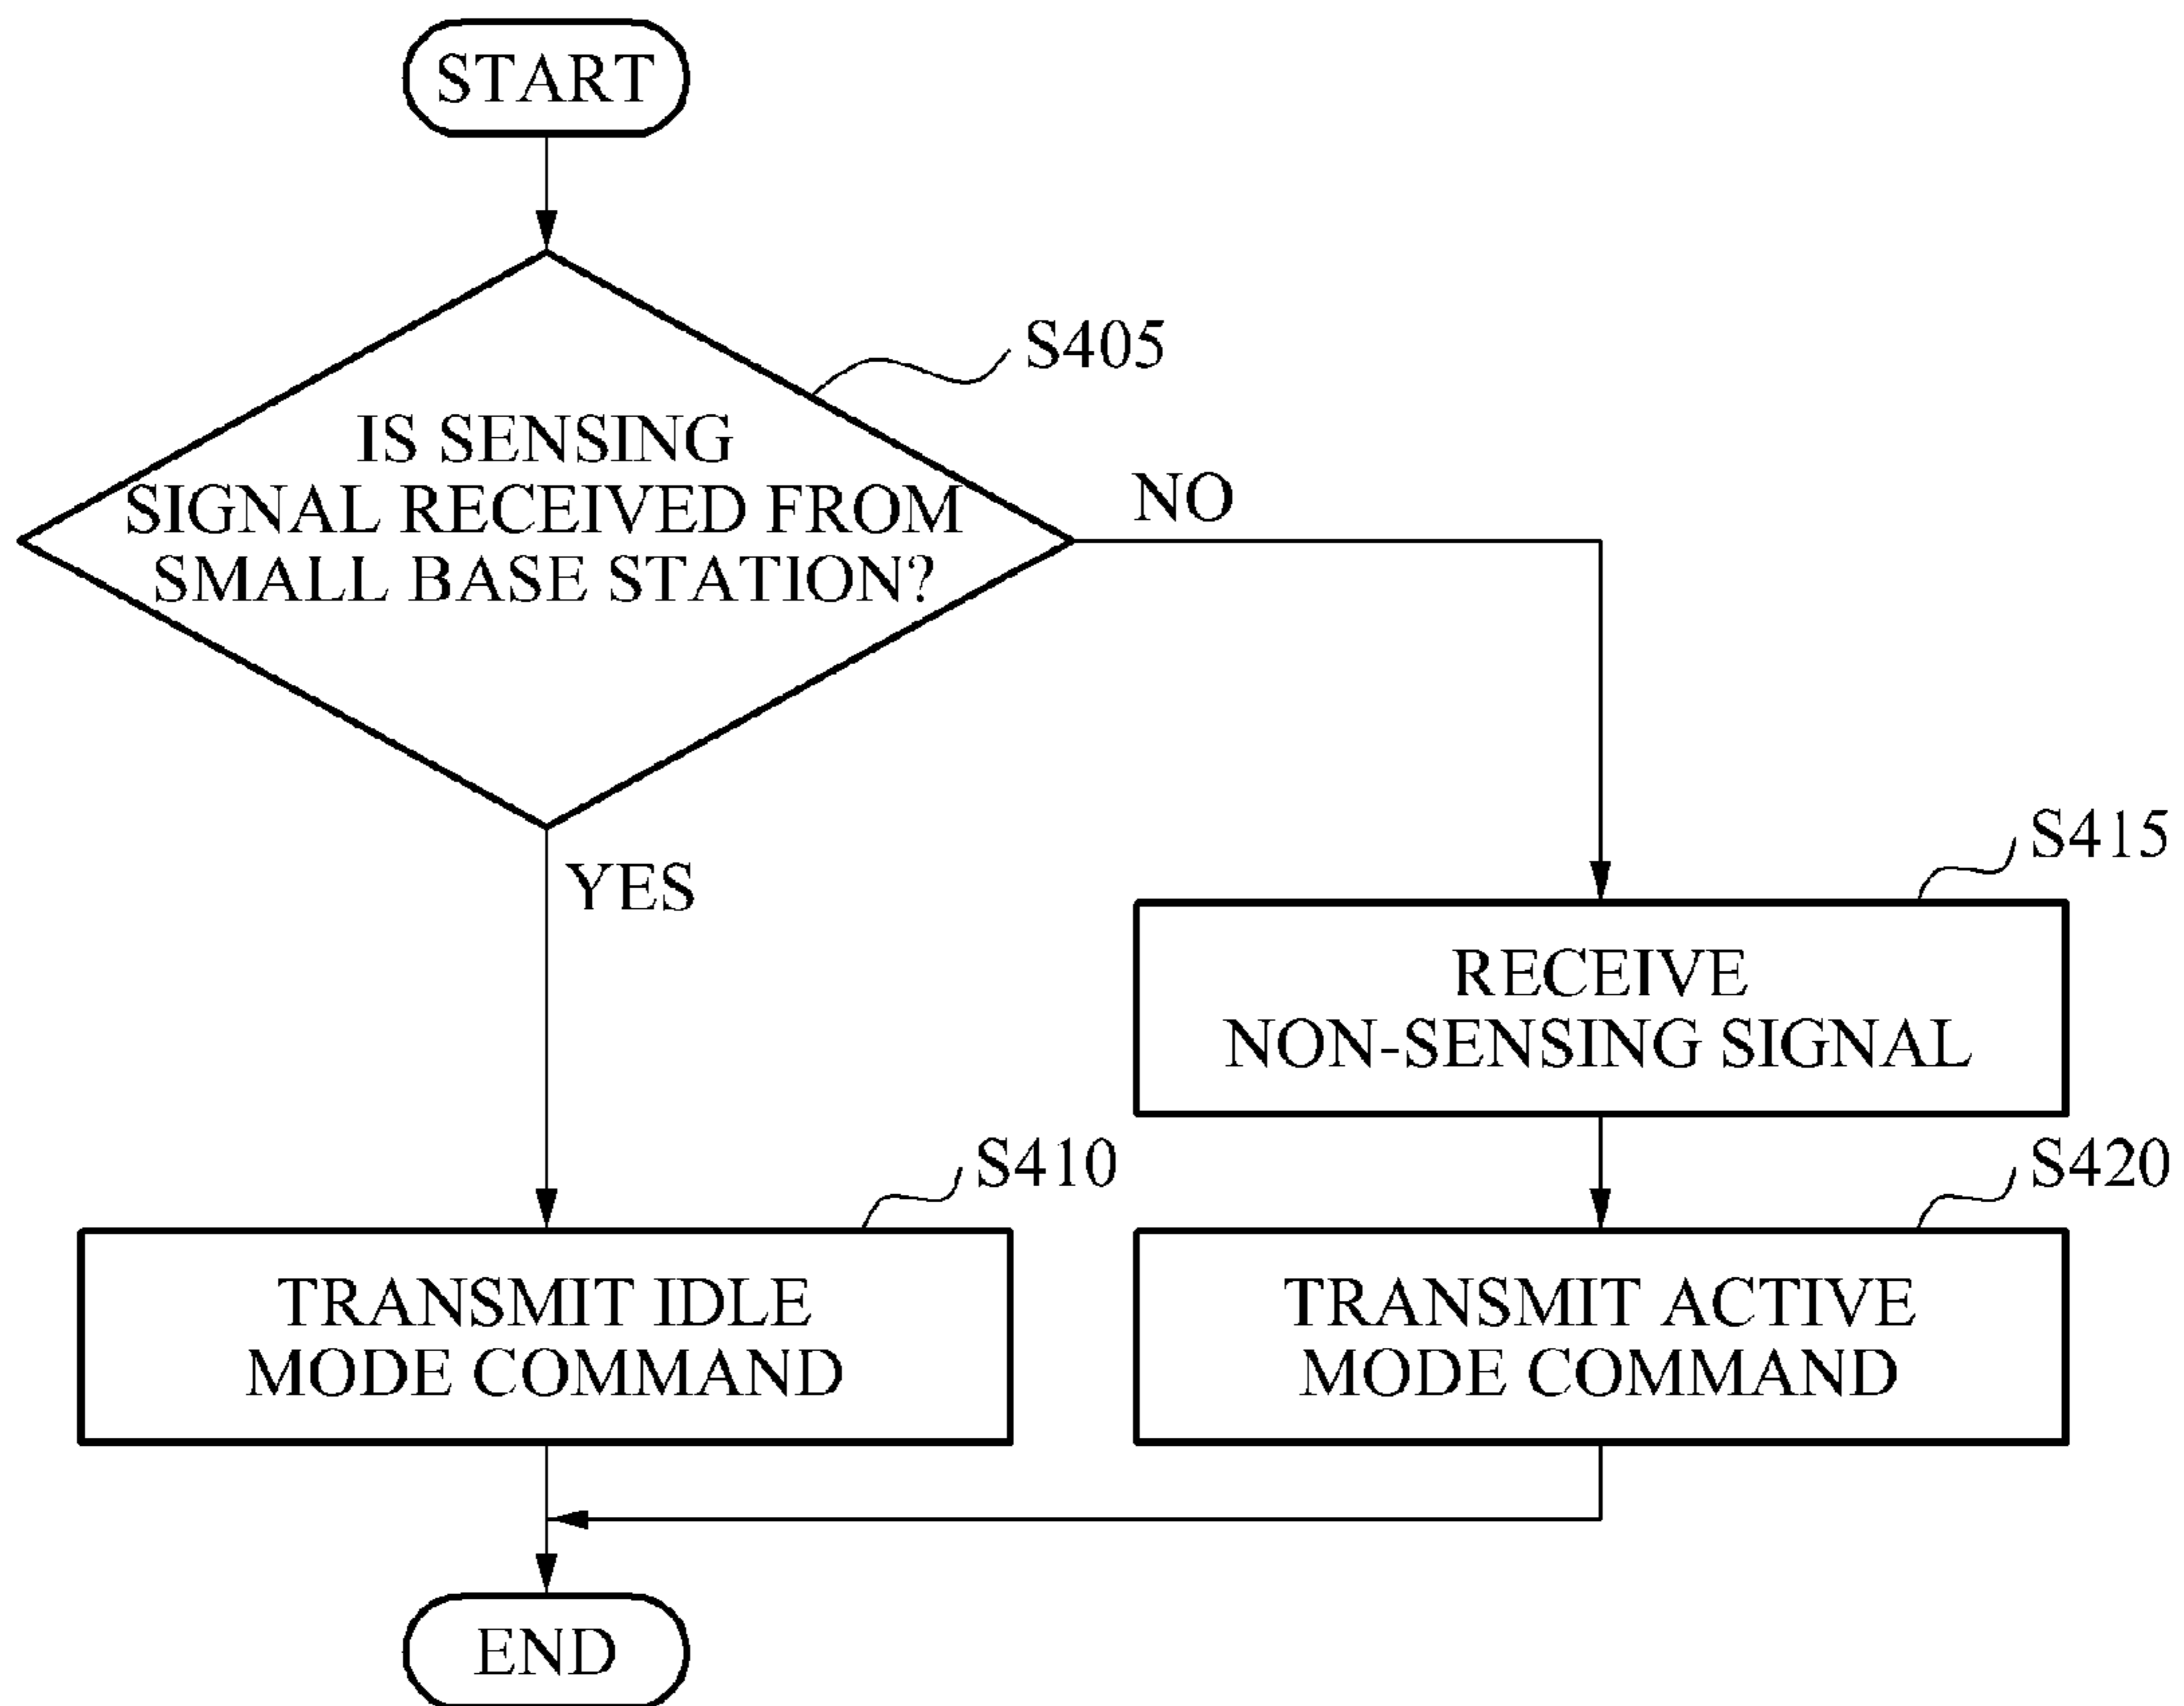 START
S405
IS SENSING
SIGNAL RECEIVED FROM
SMALL BASE STATION?
NO
YES
S415
RECEIVE
NON-SENSING SIGNAL
S410
TRANSMIT IDLE
MODE COMMAND
S420
TRANSMIT ACTIVE
MODE COMMAND
END